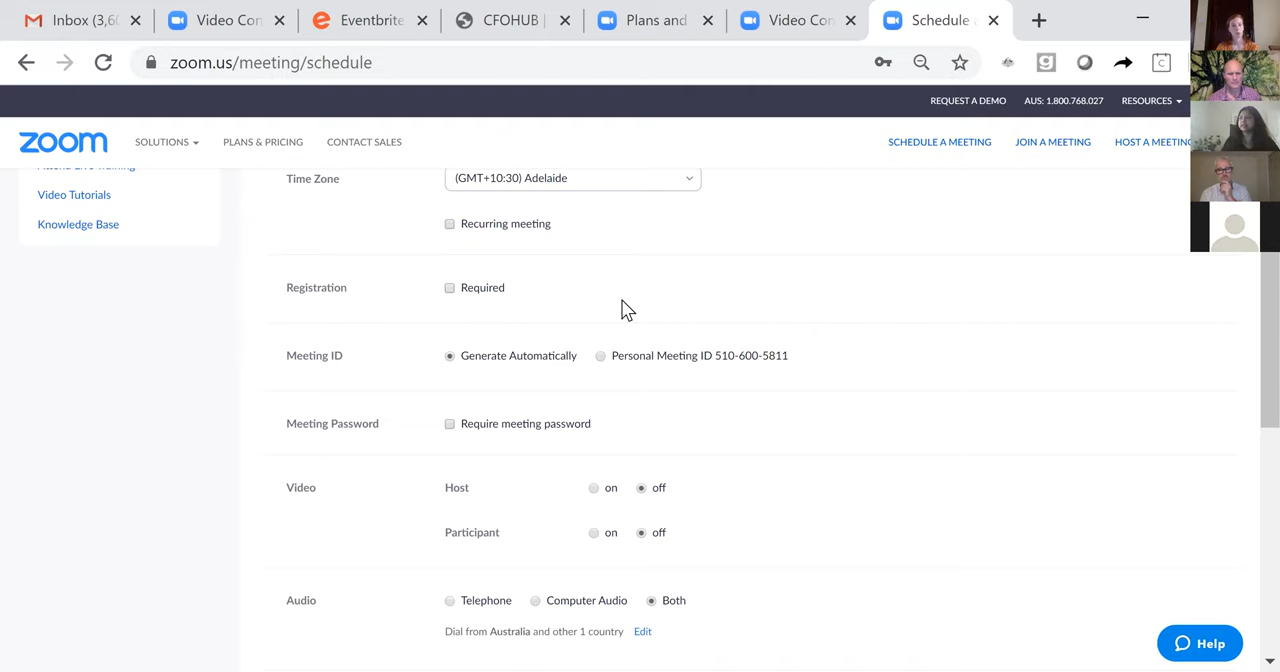 Inbox (3,60
Video Con
Eventbrite
CFOHUB
Plans and
Video Con
Schedule
zoom.us/meeting/schedule
REQUEST A DEMO
AUS: 1.800.768.027
RESOURCES
zoom
SOLUTIONS
PLANS & PRICING
CONTACT SALES
SCHEDULE A MEETING
JOIN A MEETING
HOST A MEETING
Attend Live Training
Video Tutorials
Knowledge Base
Time Zone
(GMT+10:30) Adelaide
Recurring meeting
Registration
Required
Meeting ID
Generate Automatically
Personal Meeting ID 510-600-5811
Meeting Password
Require meeting password
Video
Host
on
off
Participant
on
off
Audio
Telephone
Computer Audio
Both
Dial from Australia and other 1 country
Edit
Help